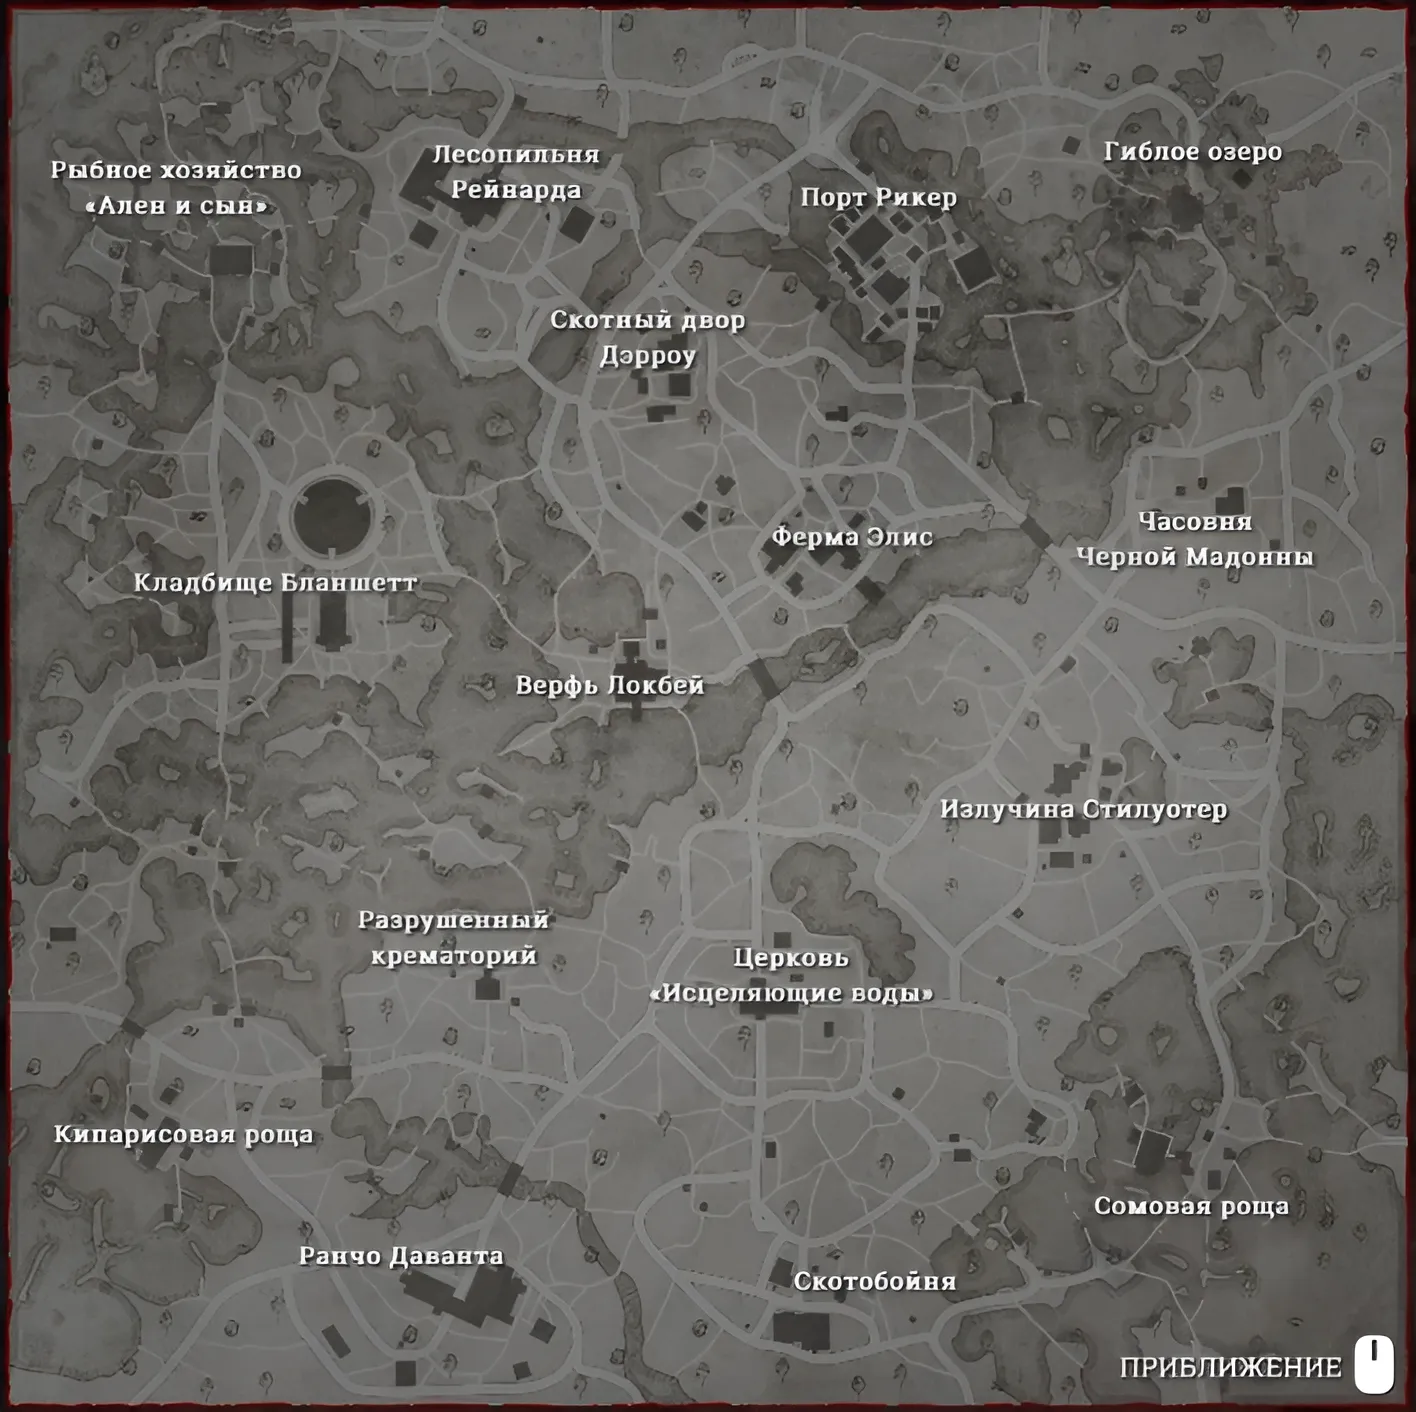 Лесопильня
Рейнарда
Гиблое озеро
Рыбное хозяйство
«Ален и сын»
Порт Рикер
Скотный двор
Дэрроу
Часовня
Черной Мадонны
Ферма Элис
Кладбище Бланшетт
Верфь Локбей
Излучина Стилуотер
Разрушенный
крематорий
Церковь
«Исцеляющие воды»
Кипарисовая роща
Сомовая роща
Ранчо Даванта
Скотобойня
ПРИБЛИЖЕНИЕ